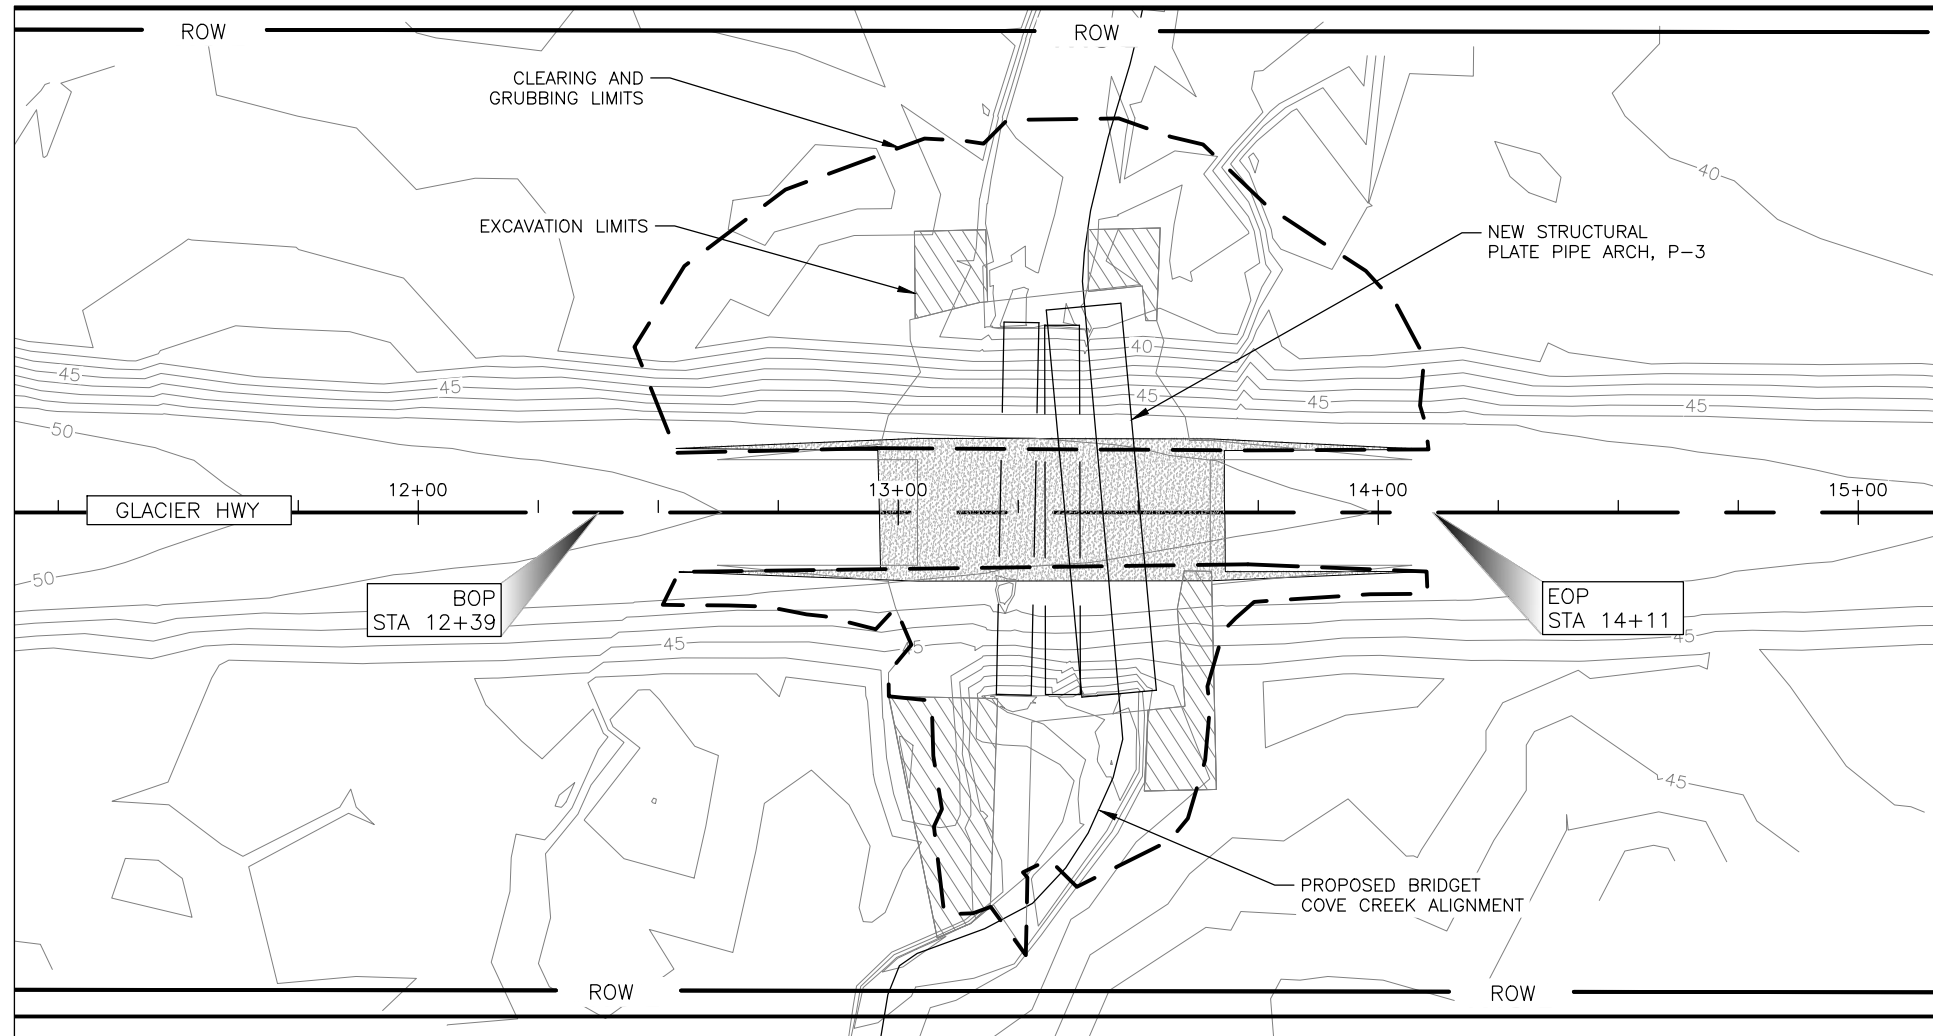 ROW
ROW
CLEARING AND
GRUBBING LIMITS
40
EXCAVATION LIMITS
NEW STRUCTURAL
PLATE PIPE ARCH, P-3
40
45
45
45
45
45
50
12+00
13+00
14+00
15+00
GLACIER HWY
50
BOP
STA 12+39
EOP
STA 14+11
45
45
45
PROPOSED BRIDGET
COVE CREEK ALIGNMENT
ROW
ROW